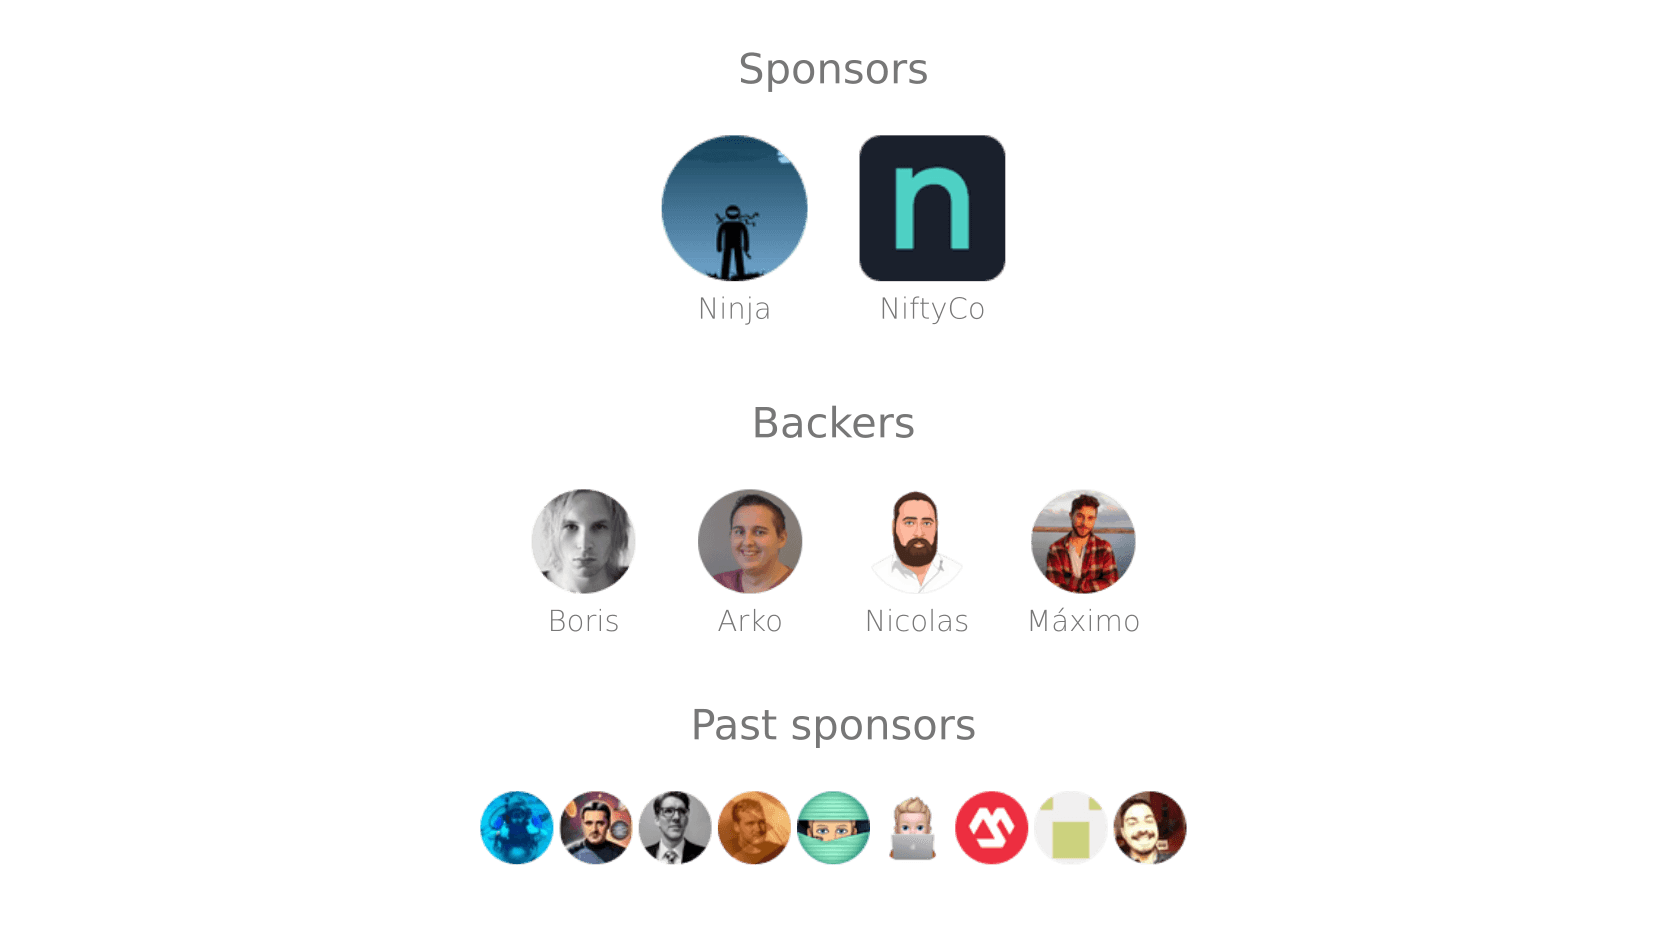 Sponsors
n
Ninja
NiftyCo
Backers
Boris
Arko
Nicolas
Máximo
Past sponsors